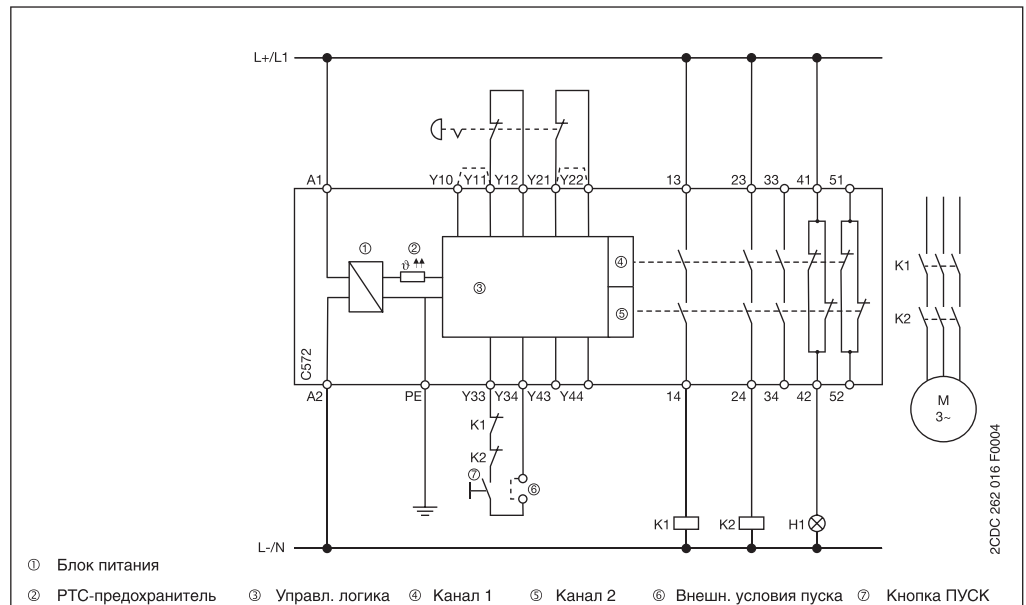 L+/L1
A1 Y10 Y11 Y12 Y21 Y22 13 23 33 41 51
① ② ④
ϑ
③
K1
⑤
K2
C572
A2 PE Y33 Y34 Y43 Y44 14 24 34 42 52
M
3~
K1
K2
⑦ ⑥
K1 K2 H1
L-/N
2CDC 262 016 F0004
① Блок питания
② PTC-предохранитель ③ Управл. логика ④ Канал 1 ⑤ Канал 2 ⑥ Внешн. условия пуска ⑦ Кнопка ПУСК